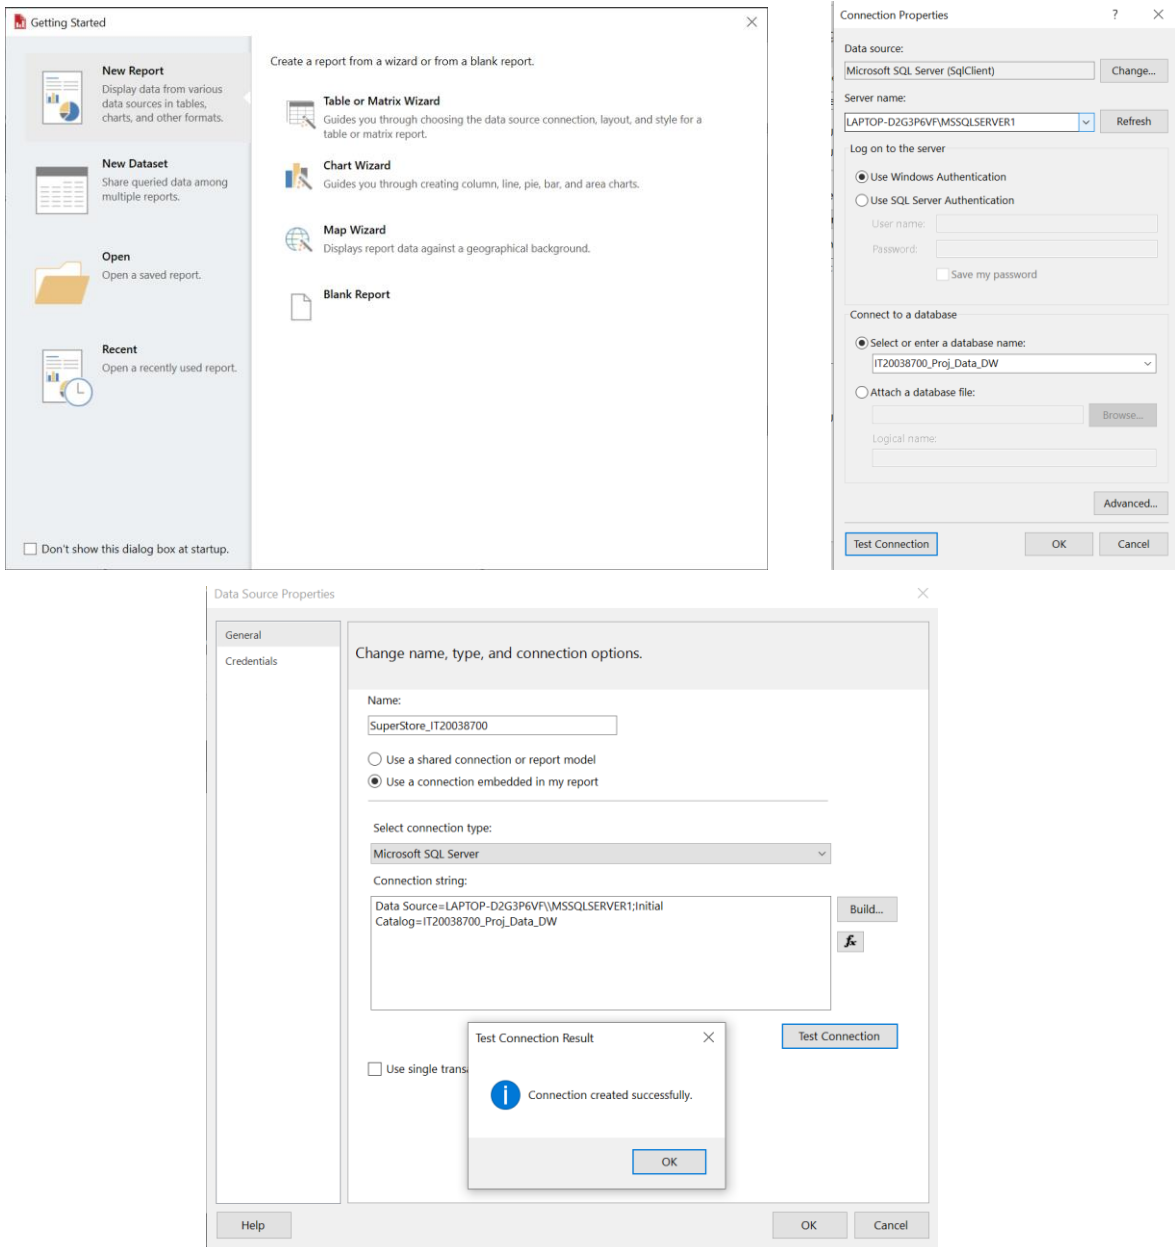 Getting Started
New Report
Display data from various
data sources in tables,
charts, and other formats.
New Dataset
Share queried data among
multiple reports.
Open
Open a saved report.
Recent
Open a recently used report.
Don't show this dialog box at startup.
Create a report from a wizard or from a blank report.
Table or Matrix Wizard
Guides you through choosing the data source connection, layout, and style for a
table or matrix report.
Chart Wizard
Guides you through creating column, line, pie, bar, and area charts.
Map Wizard
Displays report data against a geographical background.
Blank Report
Connection Properties
?
Data source:
Microsoft SQL Server (SqlClient)
Change...
Server name:
LAPTOP-D2G3P6VF\MSSQLSERVER1
Refresh
Log on to the server
Use Windows Authentication
Use SQL Server Authentication
User name:
Password:
Save my password
Connect to a database
Select or enter a database name:
IT20038700_Proj_Data_DW
Attach a database file:
Browse...
Logical name:
Advanced...
Test Connection
OK
Cancel
Data Source Properties
General
Credentials
Change name, type, and connection options.
Name:
SuperStore_IT20038700
Use a shared connection or report model
Use a connection embedded in my report
Select connection type:
Microsoft SQL Server
Connection string:
Data Source=LAPTOP-D2G3P6VF\\MSSQLSERVER1;Initial
Catalog=IT20038700_Proj_Data_DW
Build...
fx
Test Connection
Use single trans
Test Connection Result
Connection created successfully.
OK
Help
OK
Cancel